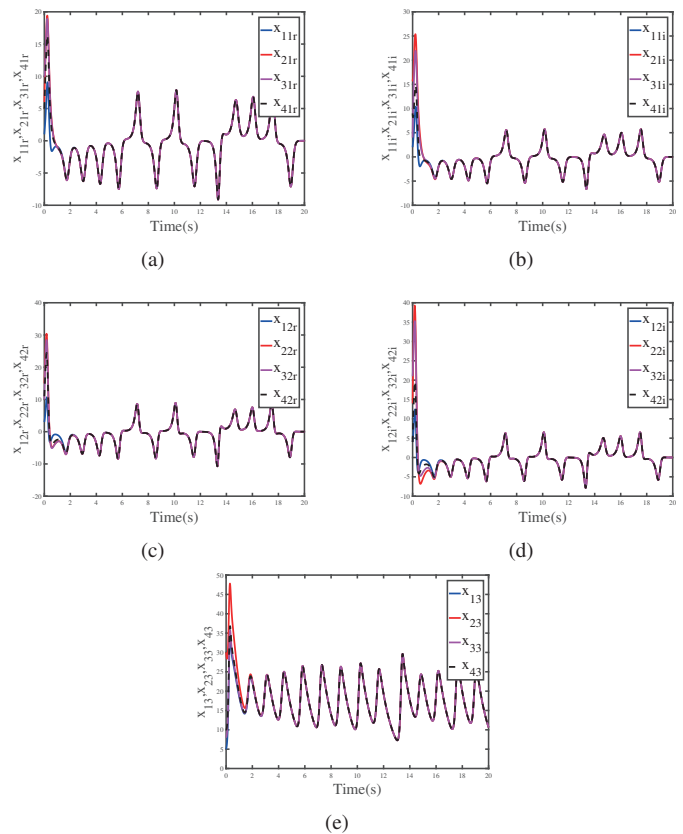 20
15
10
5
0
-5
-10
0 2 4 6 8 10 12 14 16 18 20
x11r,x21r,x31r,x41r
Time(s)
x11r
x21r
x31r
x41r
(a)
30
25
20
15
10
5
0
-5
-10
0 2 4 6 8 10 12 14 16 18 20
x11i,x21i,x31i,x41i
Time(s)
x11i
x21i
x31i
x41i
(b)
40
30
20
10
0
-10
-20
0 2 4 6 8 10 12 14 16 18 20
x12r,x22r,x32r,x42r
Time(s)
x12r
x22r
x32r
x42r
(c)
40
35
30
25
20
15
10
5
0
-5
-10
0 2 4 6 8 10 12 14 16 18 20
x12i,x22i,x32i,x42i
Time(s)
x12i
x22i
x32i
x42i
(d)
50
45
40
35
30
25
20
15
10
5
0
0 2 4 6 8 10 12 14 16 18 20
x13,x23,x33,x43
Time(s)
x13
x23
x33
x43
(e)